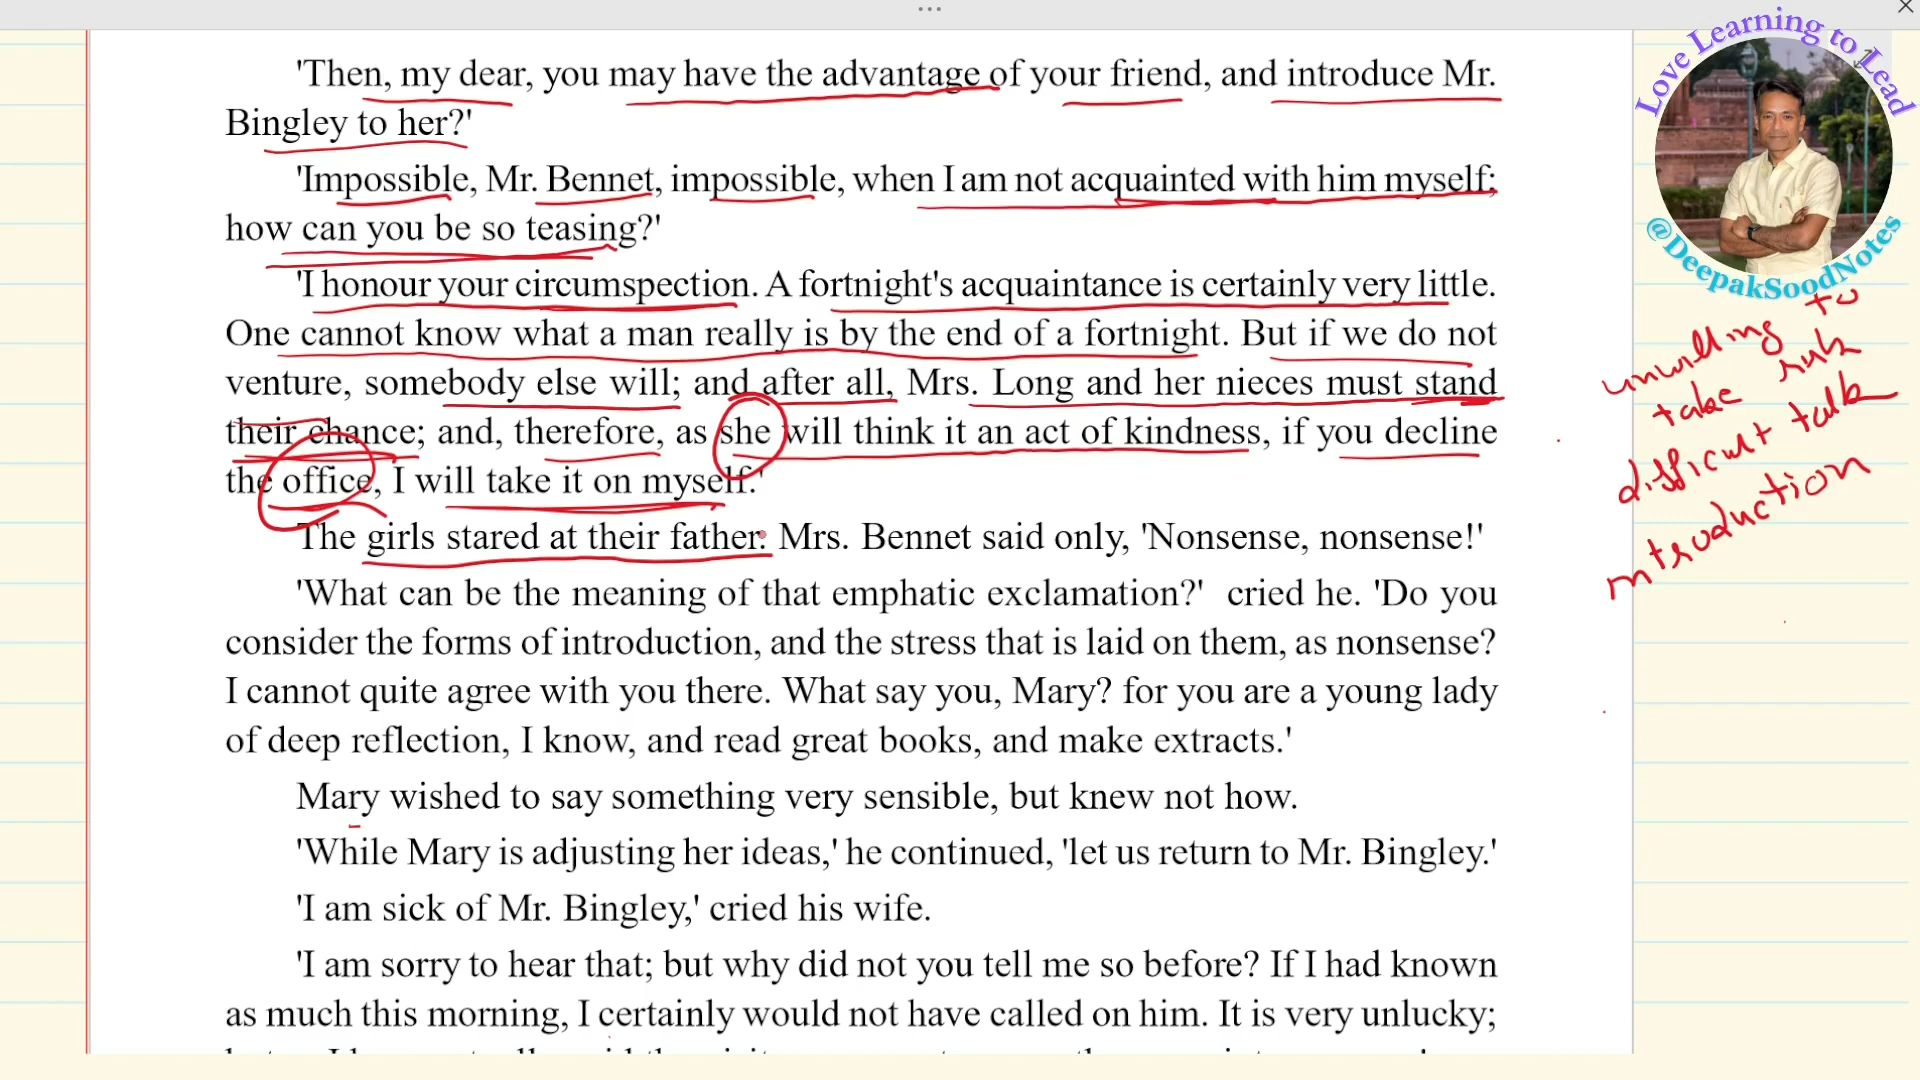 Love Learning to Lead
@DeepakSoodNotes
'Then, my dear, you may have the advantage of your friend, and introduce Mr.
Bingley to her?'
'Impossible, Mr. Bennet, impossible, when I am not acquainted with him myself;
how can you be so teasing?'
'I honour your circumspection. A fortnight's acquaintance is certainly very little.
One cannot know what a man really is by the end of a fortnight. But if we do not
venture, somebody else will; and after all, Mrs. Long and her nieces must stand
their chance; and, therefore, as she will think it an act of kindness, if you decline
the office, I will take it on myself.'
The girls stared at their father. Mrs. Bennet said only, 'Nonsense, nonsense!'
'What can be the meaning of that emphatic exclamation?' cried he. 'Do you
consider the forms of introduction, and the stress that is laid on them, as nonsense?
I cannot quite agree with you there. What say you, Mary? for you are a young lady
of deep reflection, I know, and read great books, and make extracts.'
Mary wished to say something very sensible, but knew not how.
'While Mary is adjusting her ideas,' he continued, 'let us return to Mr. Bingley.'
'I am sick of Mr. Bingley,' cried his wife.
'I am sorry to hear that; but why did not you tell me so before? If I had known
as much this morning, I certainly would not have called on him. It is very unlucky;
unwilling to
take risk
difficult talk
introduction